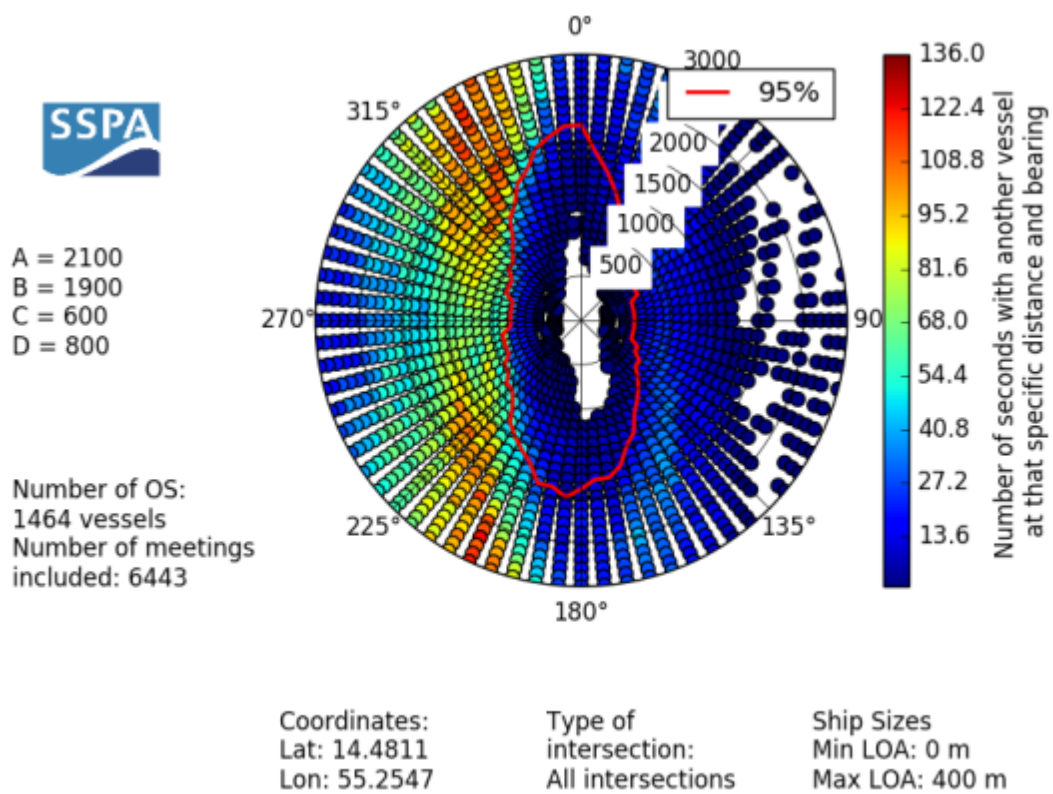 0°
3000
95%
2000
1500
1000
500
315°
270°
225°
180°
135°
90
SSPA
A = 2100
B = 1900
C = 600
D = 800
Number of OS:
1464 vessels
Number of meetings
included: 6443
136.0
122.4
108.8
95.2
81.6
68.0
54.4
40.8
27.2
13.6
Number of seconds with another vessel
at that specific distance and bearing
Coordinates:
Lat: 14.4811
Lon: 55.2547
Type of
intersection:
All intersections
Ship Sizes
Min LOA: 0 m
Max LOA: 400 m